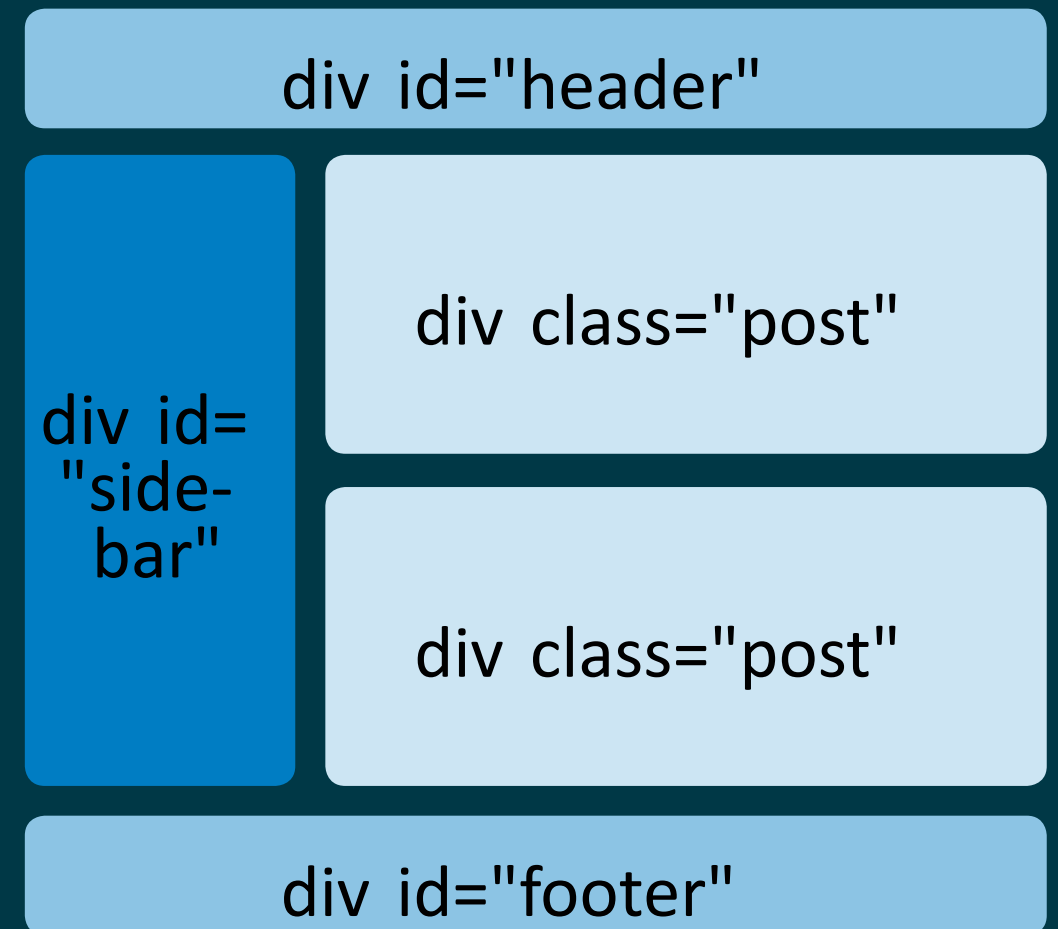 div id="header"
div id=
"side-
bar"
div class="post"
div class="post"
div id="footer"